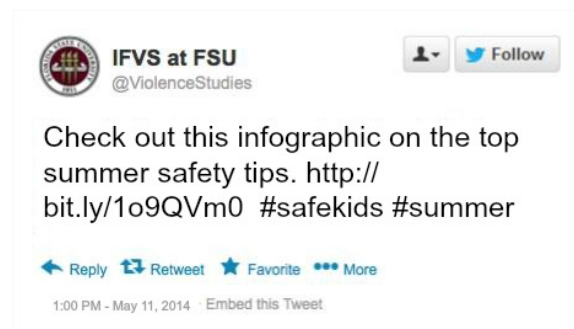 IFVS at FSU
@ViolenceStudies
Follow
Check out this infographic on the top
summer safety tips. http://
bit.ly/1o9QVm0 #safekids #summer
Reply Retweet Favorite More
1:00 PM - May 11, 2014 · Embed this Tweet